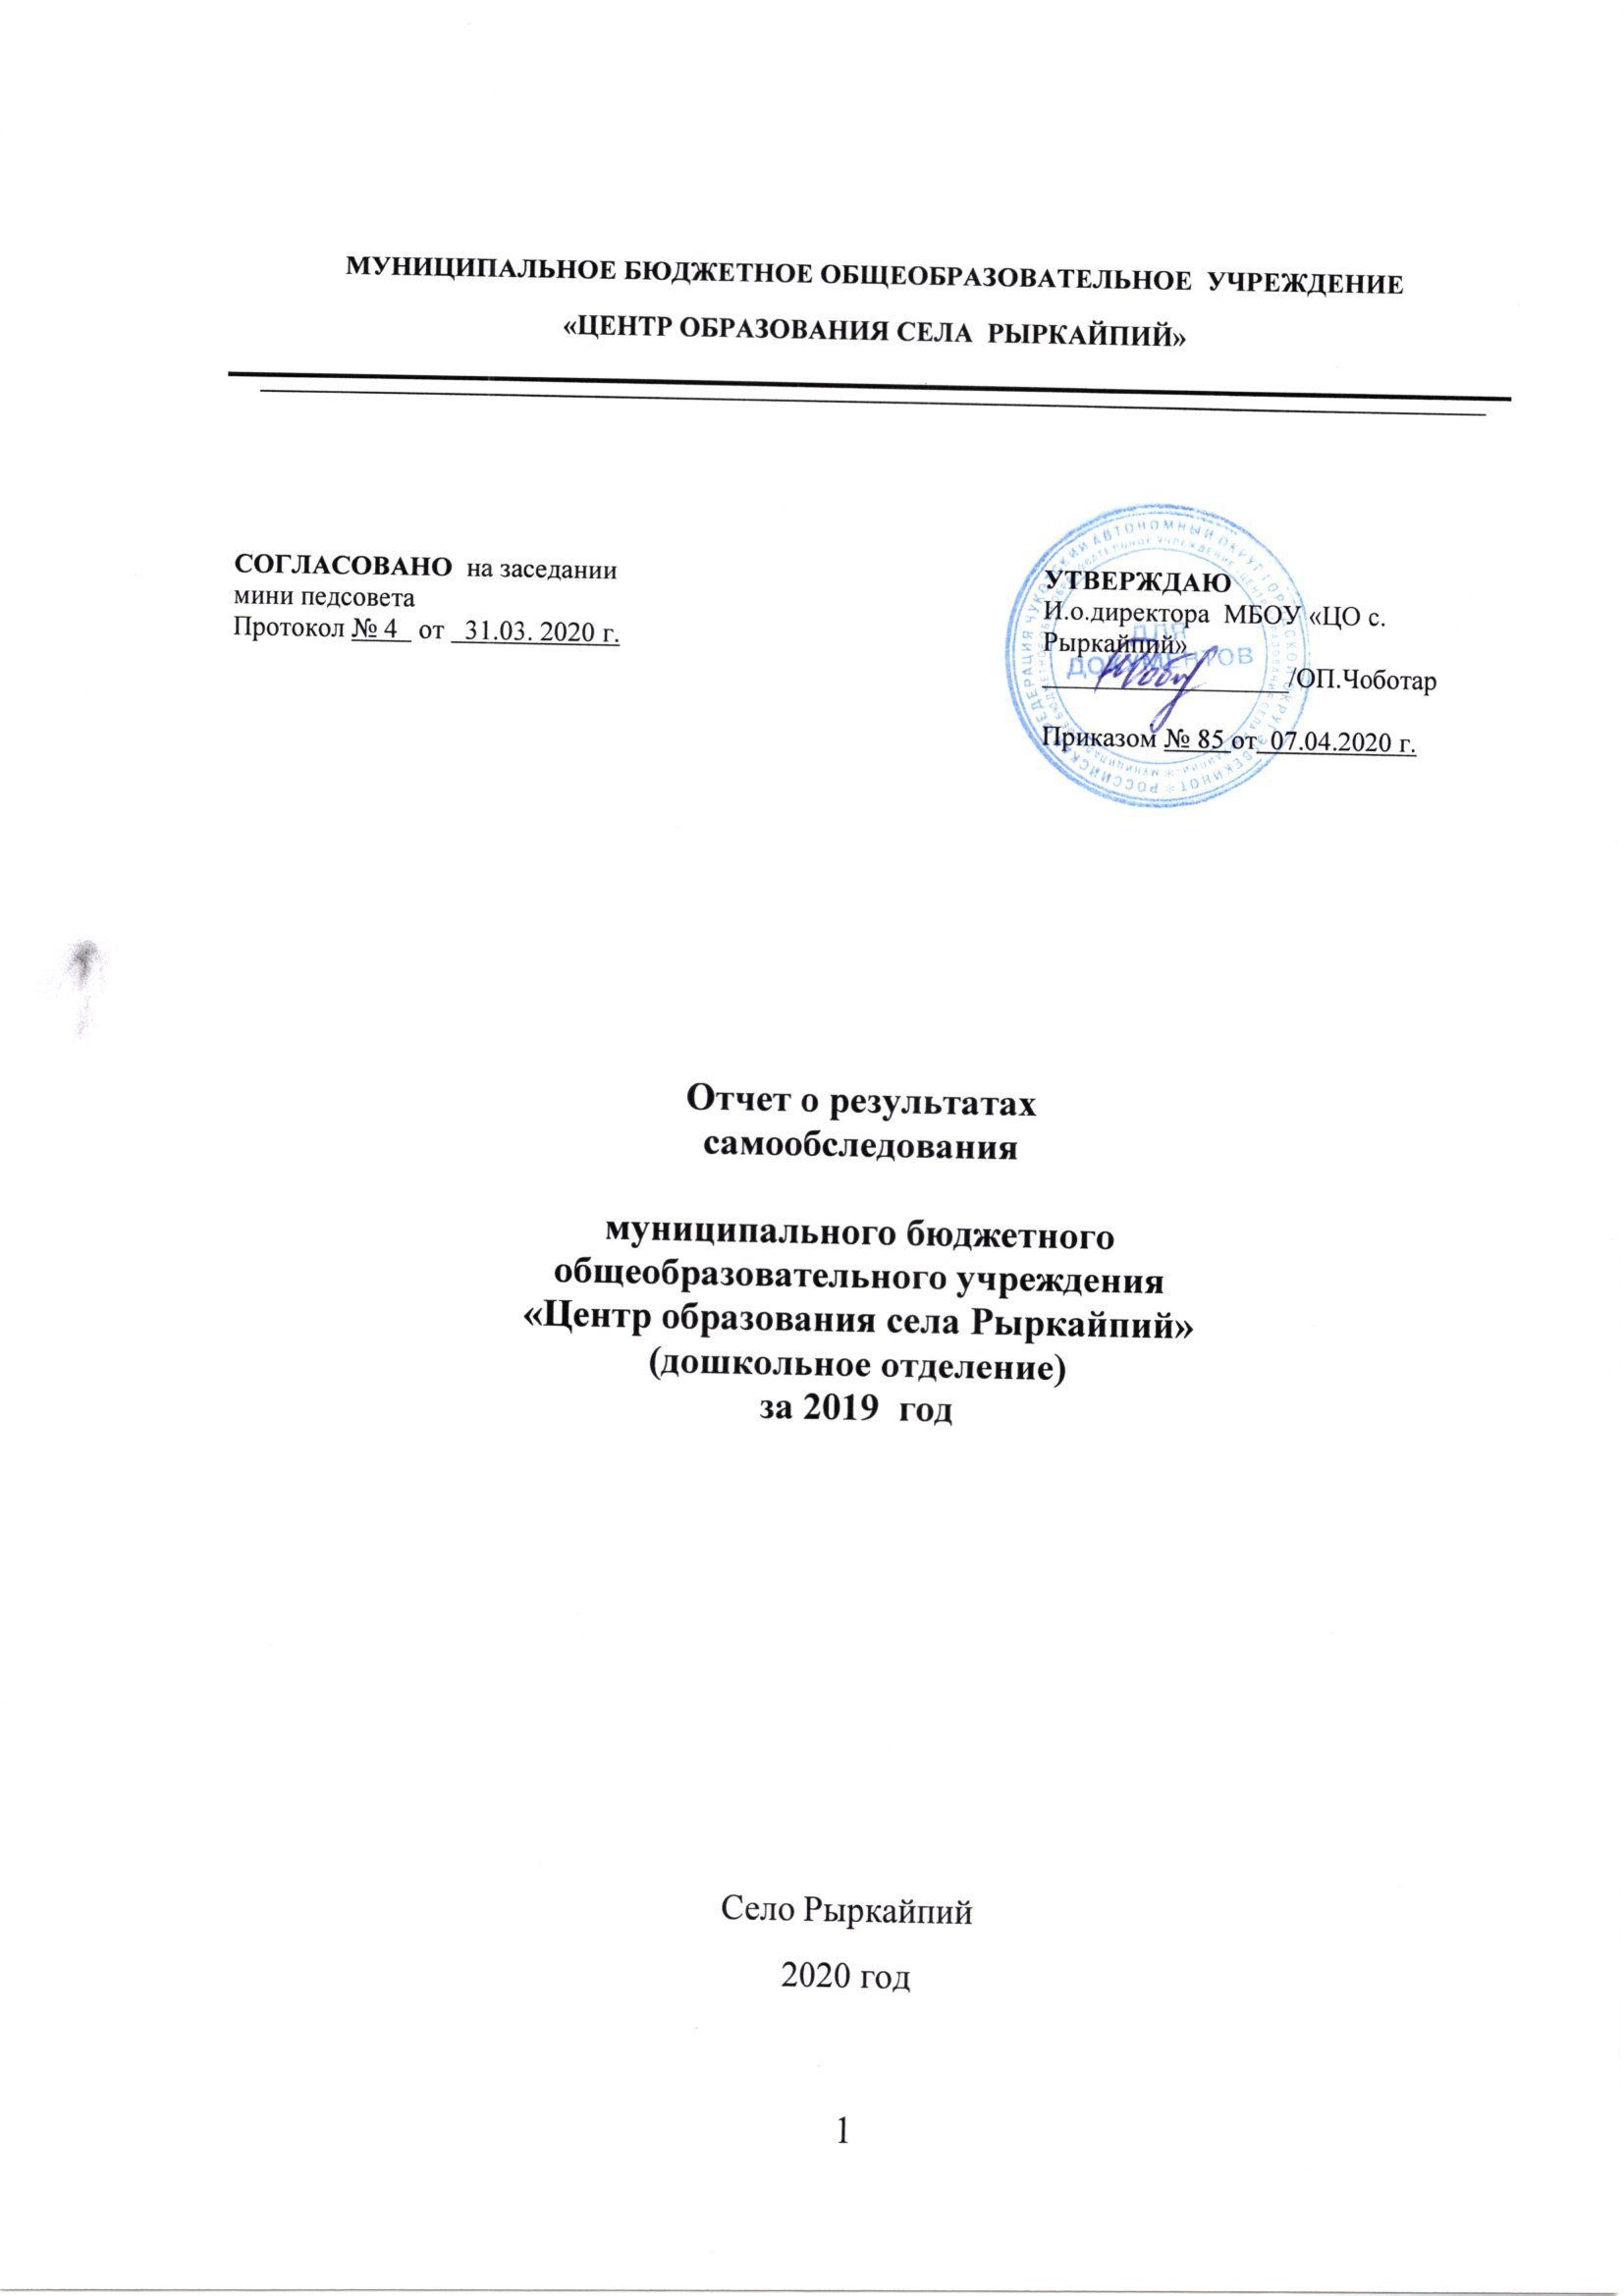 МУНИЦИПАЛЬНОЕ БЮДЖЕТНОЕ ОБЩЕОБРАЗОВАТЕЛЬНОЕ УЧРЕЖДЕНИЕ
«ЦЕНТР ОБРАЗОВАНИЯ СЕЛА РЫРКАЙПИЙ»
СОГЛАСОВАНО на заседании
мини педсовета
Протокол № 4 от 31.03. 2020 г.
УТВЕРЖДАЮ
И.о.директора МБОУ «ЦО с.
Рыркайпий»
/ОП.Чоботар
Приказом № 85 от 07.04.2020 г.
ДЛЯ
ДОКУМЕНТОВ
Отчет о результатах
самообследования
муниципального бюджетного
общеобразовательного учреждения
«Центр образования села Рыркайпий»
(дошкольное отделение)
за 2019 год
Село Рыркайпий
2020 год
1